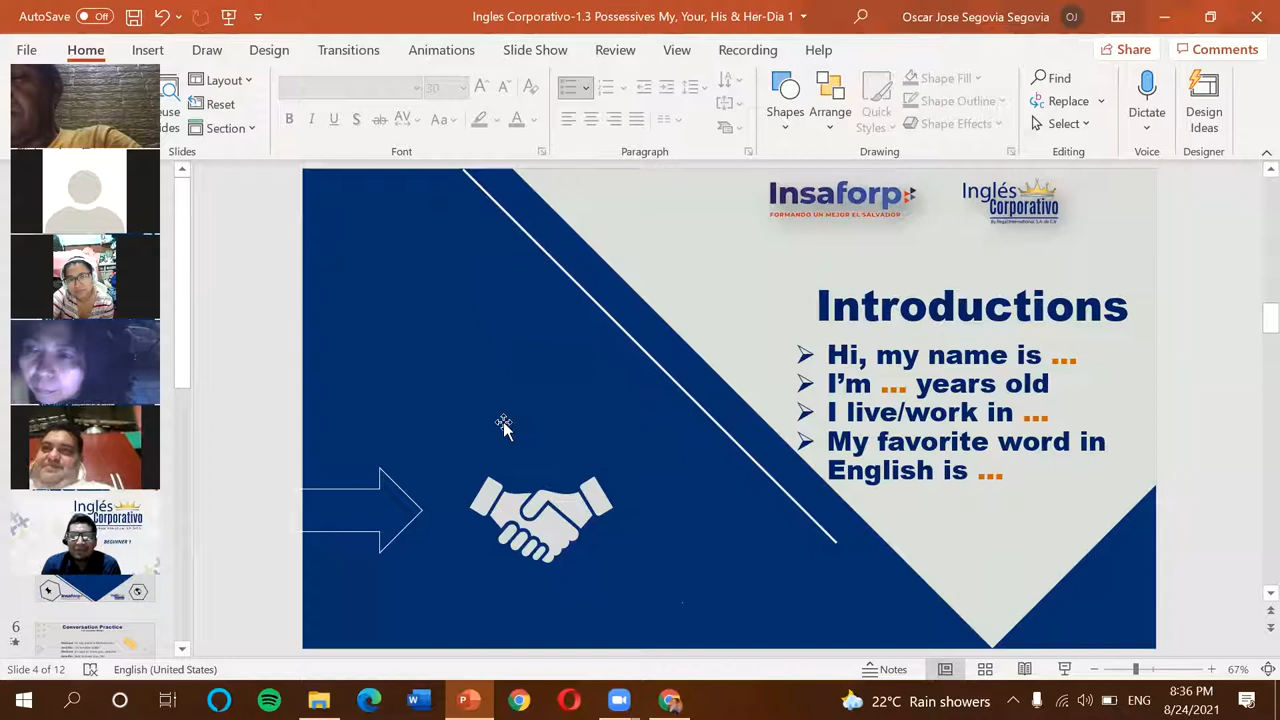 AutoSave Off
Ingles Corporativo-1.3 Possessives My, Your, His & Her-Dia 1
Oscar Jose Segovia Segovia OJ
File Home Insert Draw Design Transitions Animations Slide Show Review View Recording Help Share Comments
Layout
Reset
Section
Slides
Font
Paragraph
Shapes
Arrange
Quick
Styles
Shape Fill
Shape Outline
Shape Effects
Drawing
Find
Replace
Select
Editing
Dictate
Voice
Design
Ideas
Designer
Insaforp
FORMANDO UN MEJOR EL SALVADOR
Inglés
Corporativo
Introductions
Hi, my name is ...
I’m ... years old
I live/work in ...
My favorite word in
English is ...
Inglés
Corporativo
BEGINNER 1
6
Conversation Practice
Slide 4 of 12
English (United States)
Notes
67%
22°C Rain showers
ENG
8:36 PM
8/24/2021